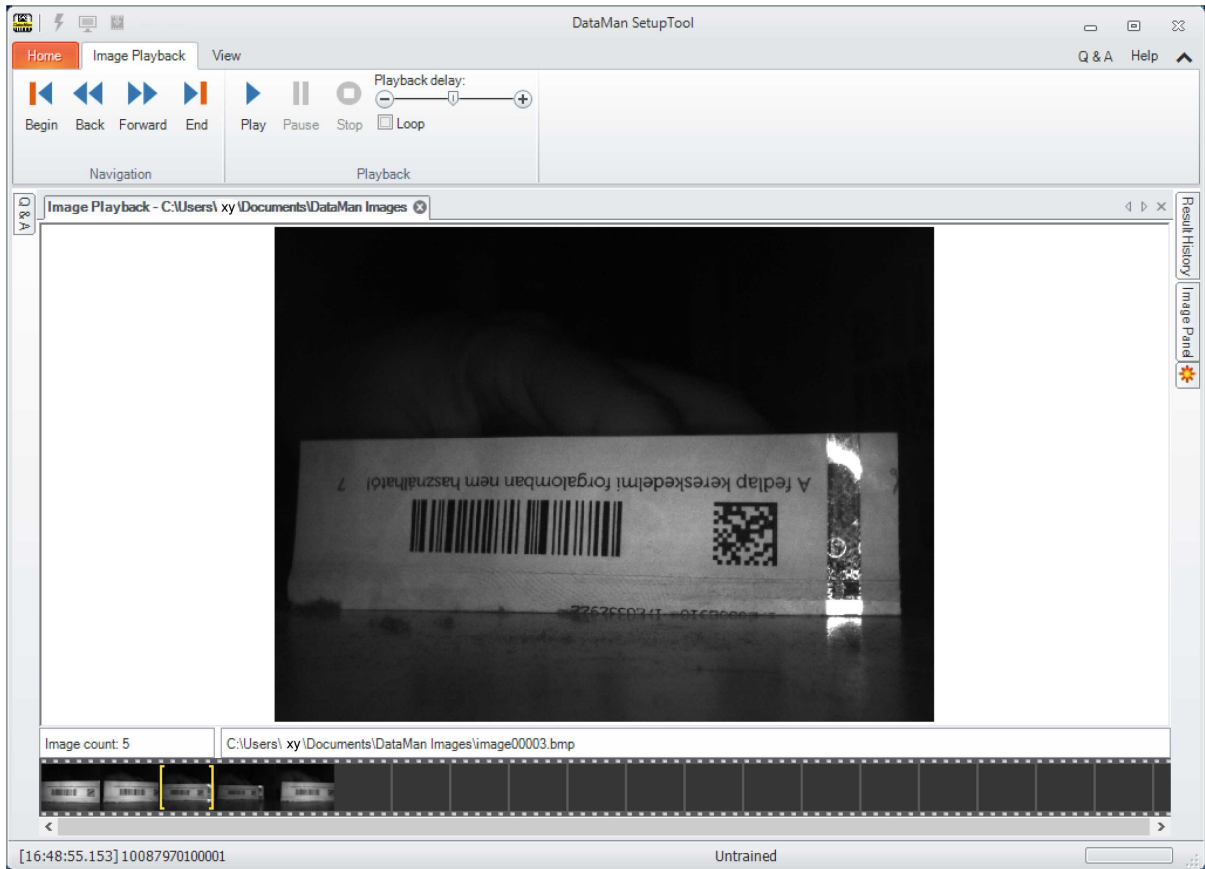 DataMan SetupTool
Home Image Playback View Q & A Help
Playback delay:
Begin Back Forward End Play Pause Stop Loop
Navigation Playback
Q & A
Image Playback - C:\Users\ xy \Documents\DataMan Images
Result History
Image Panel
A fedlap kereskedelmi forgalomban nem használható! 7
Image count: 5
C:\Users\ xy \Documents\DataMan Images\image00003.bmp
[16:48:55.153] 10087970100001
Untrained